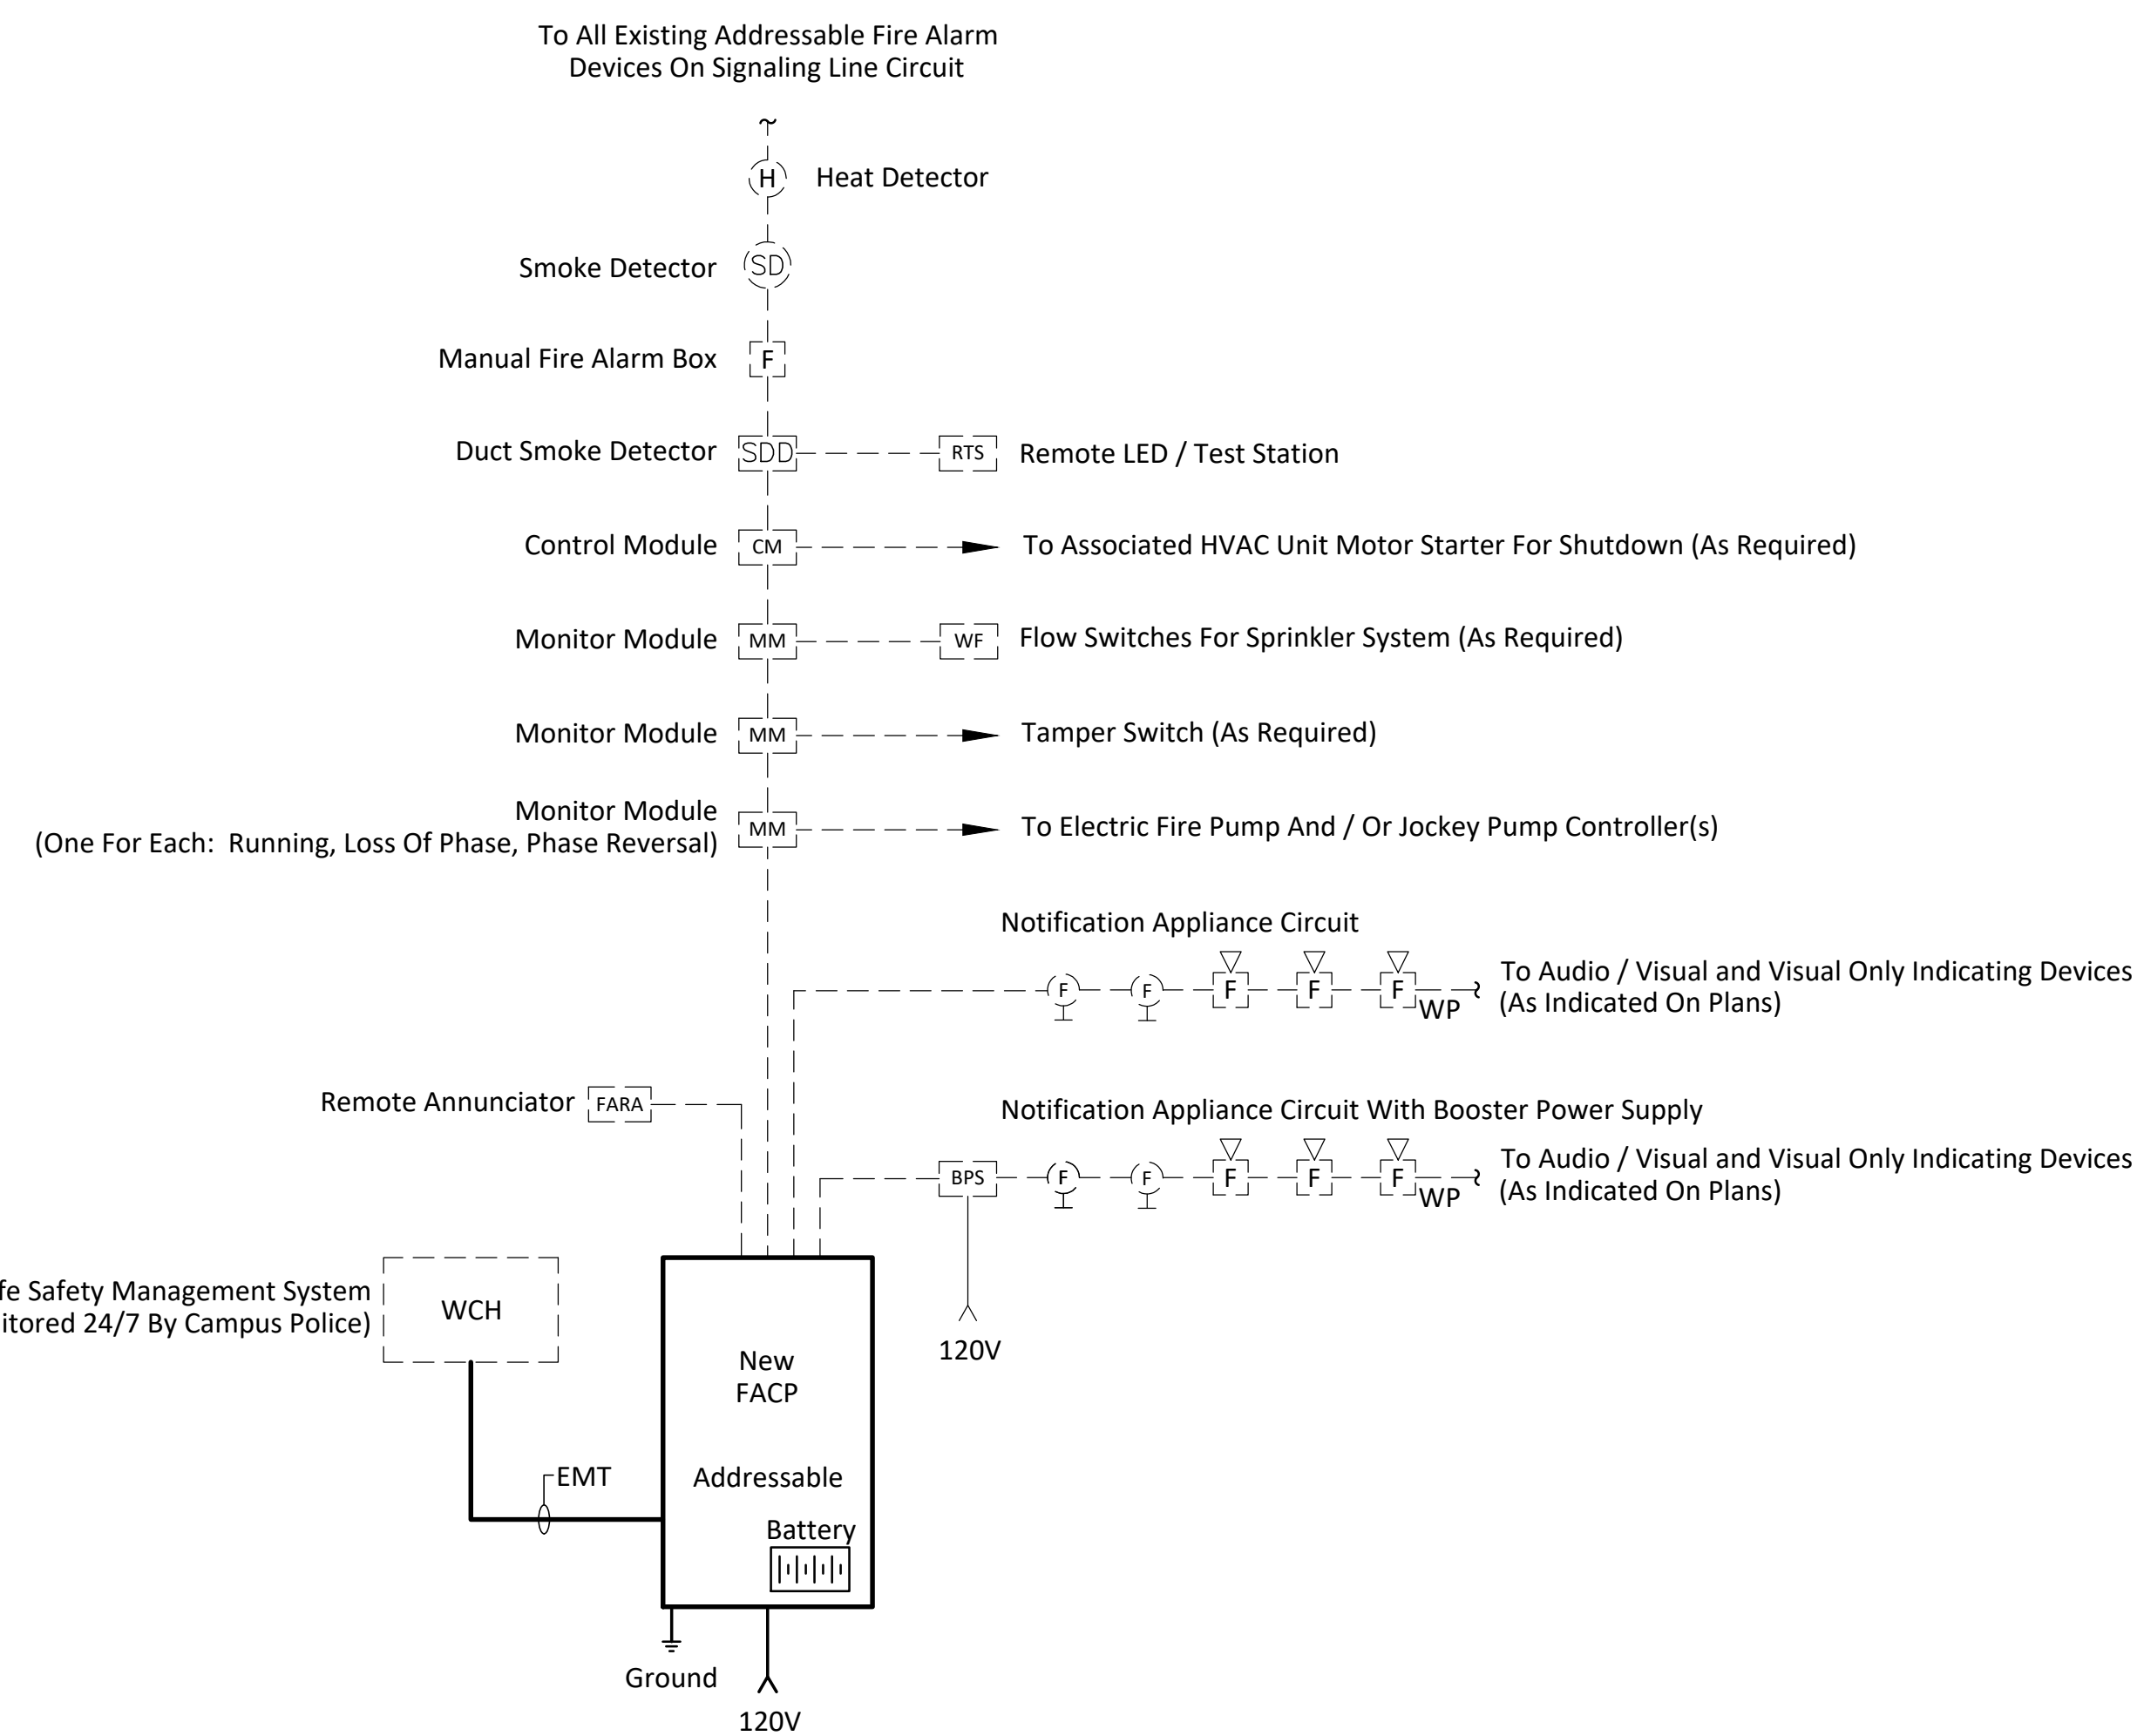 To All Existing Addressable Fire Alarm
Devices On Signaling Line Circuit
H Heat Detector
Smoke Detector SD
Manual Fire Alarm Box F
Duct Smoke Detector SDD RTS Remote LED / Test Station
Control Module CM To Associated HVAC Unit Motor Starter For Shutdown (As Required)
Monitor Module MM WF Flow Switches For Sprinkler System (As Required)
Monitor Module MM Tamper Switch (As Required)
Monitor Module
(One For Each: Running, Loss Of Phase, Phase Reversal)
MM To Electric Fire Pump And / Or Jockey Pump Controller(s)
Notification Appliance Circuit
F F F F F WP
To Audio / Visual and Visual Only Indicating Devices
(As Indicated On Plans)
Remote Annunciator FARA
Notification Appliance Circuit With Booster Power Supply
BPS F F F F F WP
To Audio / Visual and Visual Only Indicating Devices
(As Indicated On Plans)
120V
Safety Management System
24/7 By Campus Police)
WCH
New
FACP
Addressable
Battery
EMT
Ground
120V